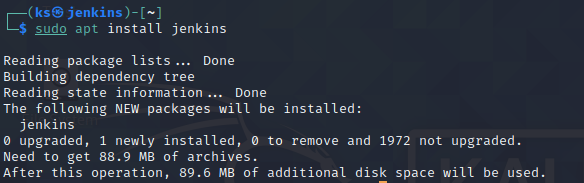 (ks㉿jenkins)-[~]
$ sudo apt install jenkins
Reading package lists... Done
Building dependency tree
Reading state information... Done
The following NEW packages will be installed:
jenkins
0 upgraded, 1 newly installed, 0 to remove and 1972 not upgraded.
Need to get 88.9 MB of archives.
After this operation, 89.6 MB of additional disk space will be used.